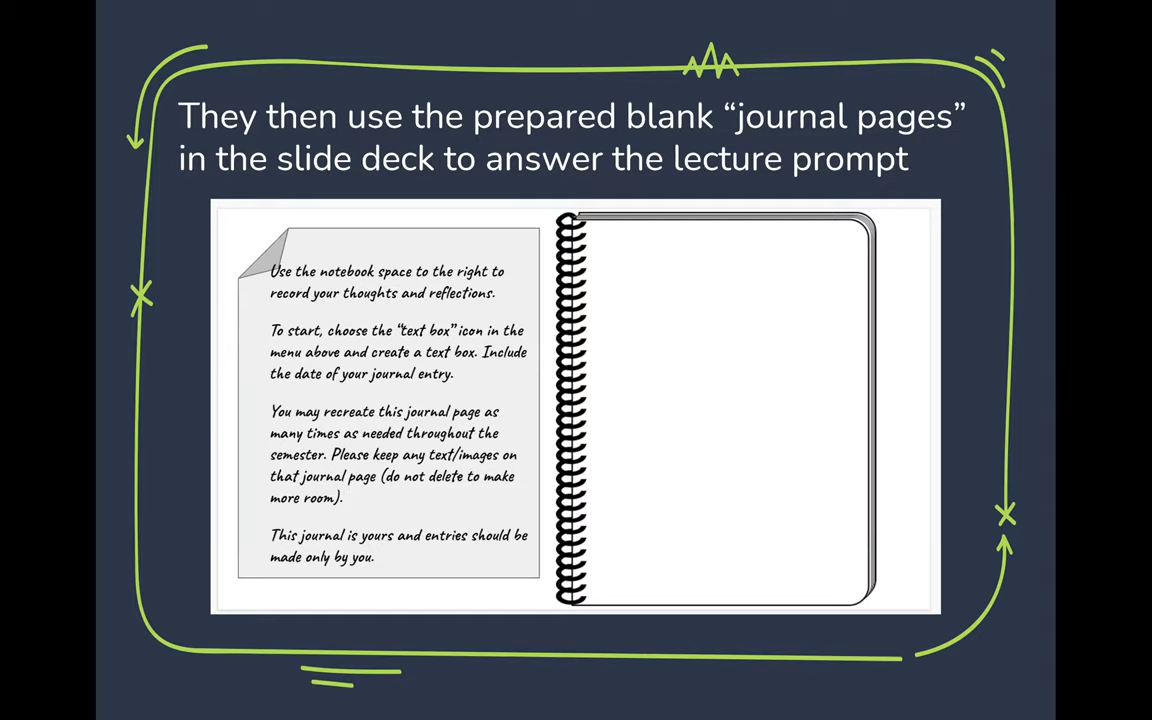 They then use the prepared blank “journal pages”
in the slide deck to answer the lecture prompt
Use the notebook space to the right to
record your thoughts and reflections.
To start, choose the “text box” icon in the
menu above and create a text box. Include
the date of your journal entry.
You may recreate this journal page as
many times as needed throughout the
semester. Please keep any text/images on
that journal page (do not delete to make
more room).
This journal is yours and entries should be
made only by you.